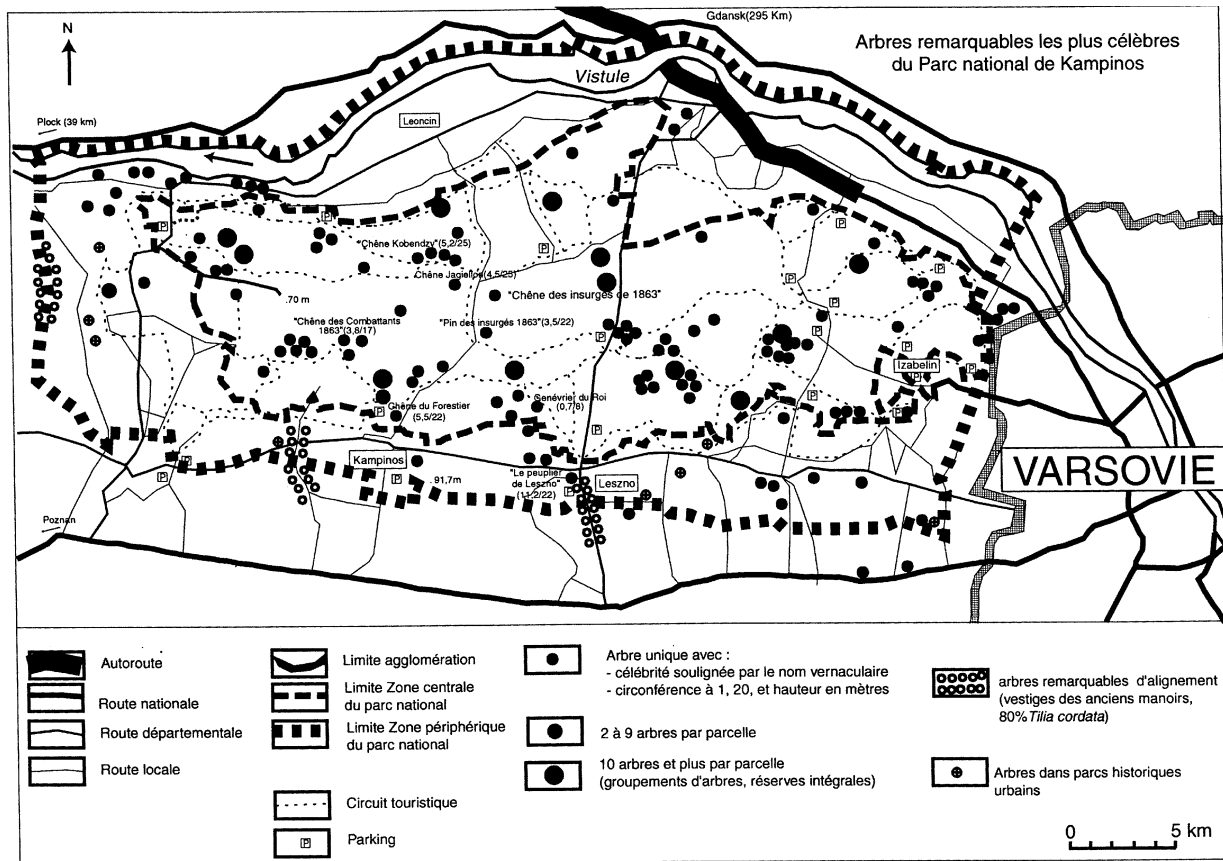 N
Gdansk(295 Km)
Arbres remarquables les plus célèbres
du Parc national de Kampinos
Vistule
Plock (39 km)
Leoncin
P
P
P
P
"Chêne Kobendzy"(5,2/25)
P
Chêne Jagiellpe(4,5/23)
P
.70 m
"Chêne des insurgés de 1863"
P
"Chêne des Combattants
1863"(3,8/17)
"Pin des insurgés 1863"(3,5/22)
P
P
P
Izabelin
P
P
Genévrier du Roi
(0,7/8)
P
P
Chêne du Forestier
(5,5/22)
P
P
Kampinos
P
VARSOVIE
P
P
. 91,7m
"Le peuplier
de Leszno"
(11,2/22)
P
Leszno
Poznan
Autoroute
Route nationale
Route départementale
Route locale
Limite agglomération
Limite Zone centrale
du parc national
Limite Zone périphérique
du parc national
Circuit touristique
P
Parking
Arbre unique avec :
- célébrité soulignée par le nom vernaculaire
- circonférence à 1, 20, et hauteur en mètres
2 à 9 arbres par parcelle
10 arbres et plus par parcelle
(groupements d'arbres, réserves intégrales)
arbres remarquables d'alignement
(vestiges des anciens manoirs,
80% Tilia cordata)
Arbres dans parcs historiques
urbains
0 5 km